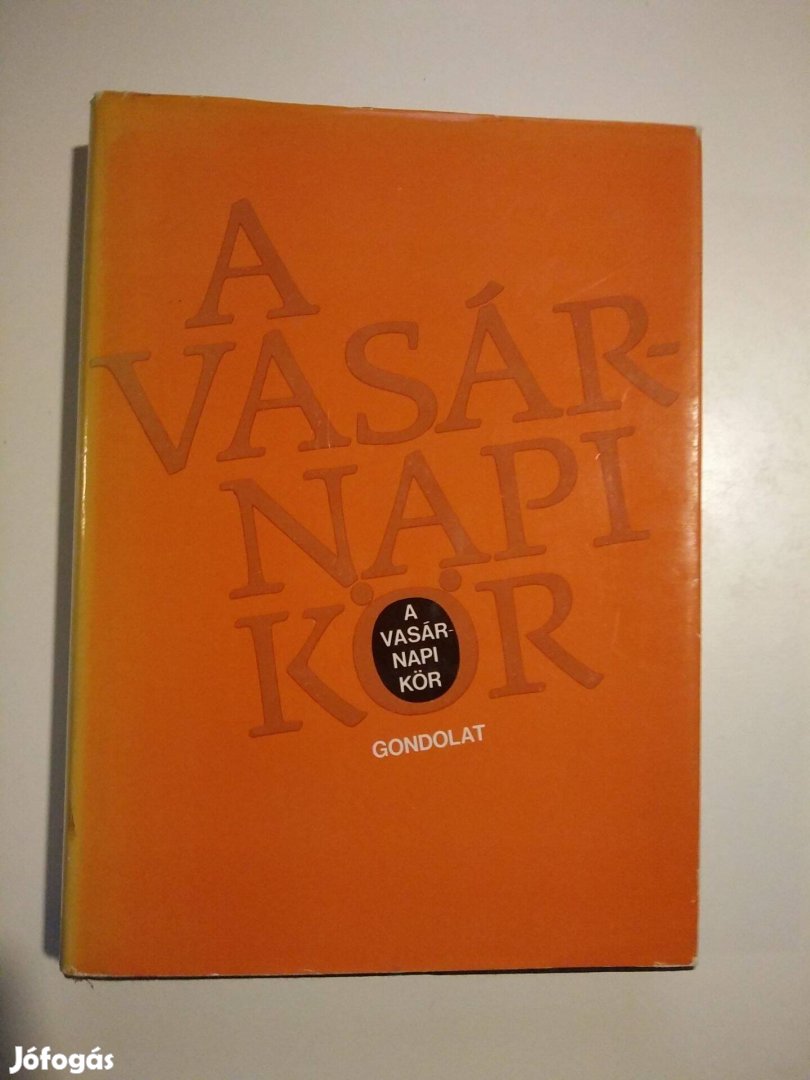 A
VASÁR-
NAPI
KÖR
A
VASÁR-
NAPI
KÖR
GONDOLAT
Jófogás